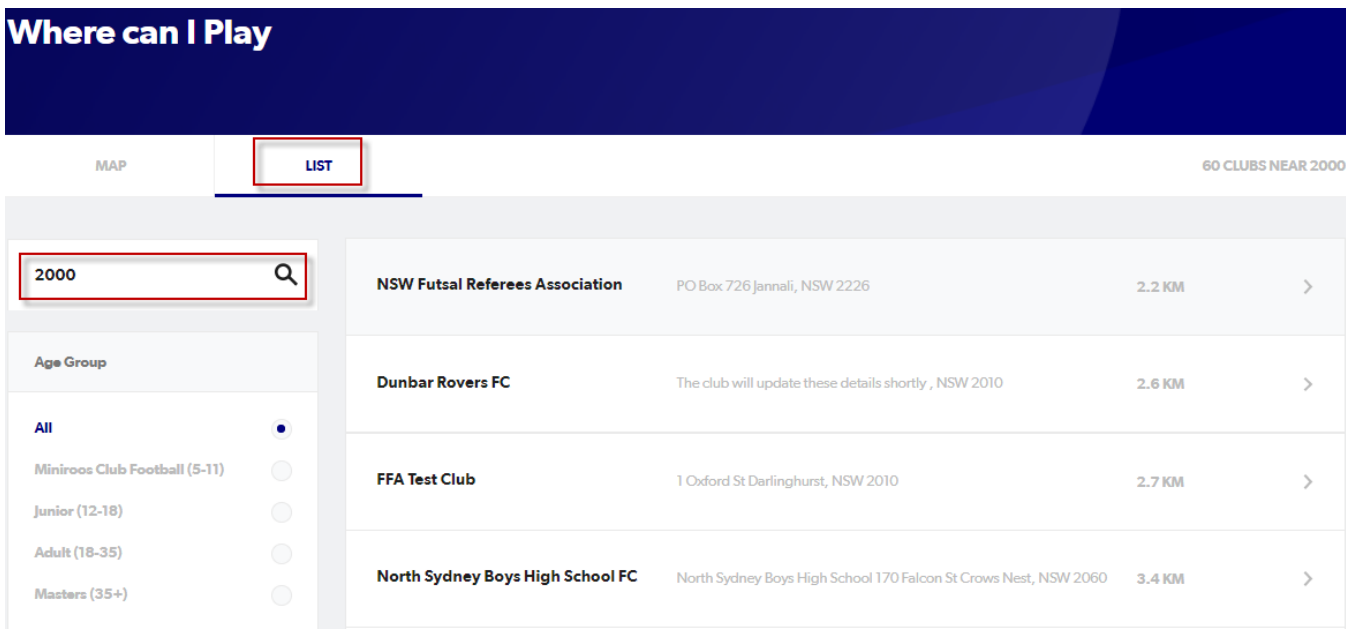 Where can I Play
MAP
LIST
60 CLUBS NEAR 2000
2000
Age Group
All
Miniroos Club Football (5-11)
Junior (12-18)
Adult (18-35)
Masters (35+)
NSW Futsal Referees Association PO Box 726 Jannali, NSW 2226 2.2 KM
Dunbar Rovers FC The club will update these details shortly , NSW 2010 2.6 KM
FFA Test Club 1 Oxford St Darlinghurst, NSW 2010 2.7 KM
North Sydney Boys High School FC North Sydney Boys High School 170 Falcon St Crows Nest, NSW 2060 3.4 KM